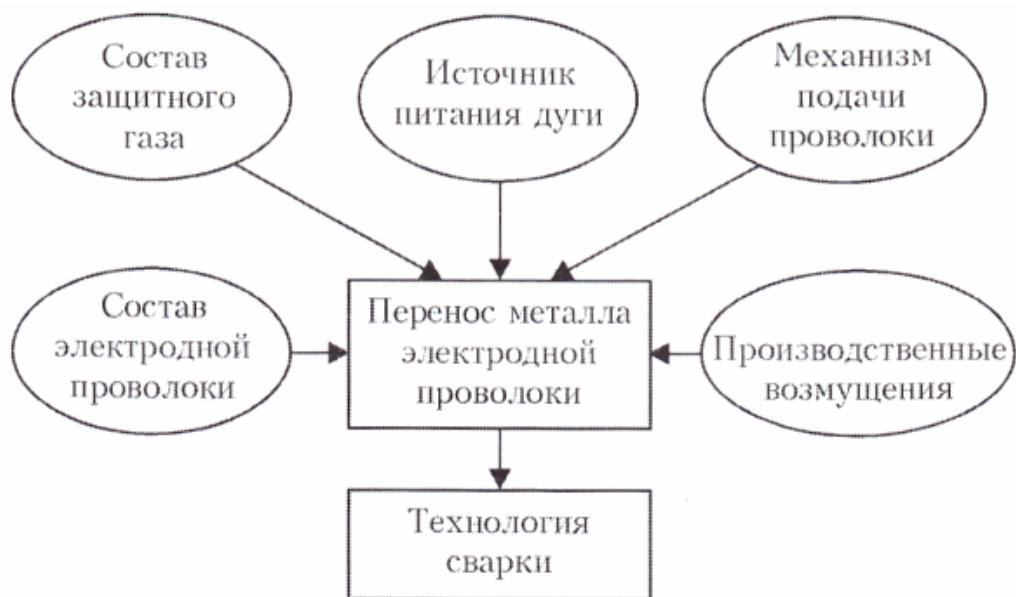 Состав
защитного
газа
Источник
питания дуги
Механизм
подачи
проволоки
Состав
электродной
проволоки
Перенос металла
электродной
проволоки
Производственные
возмущения
Технология
сварки